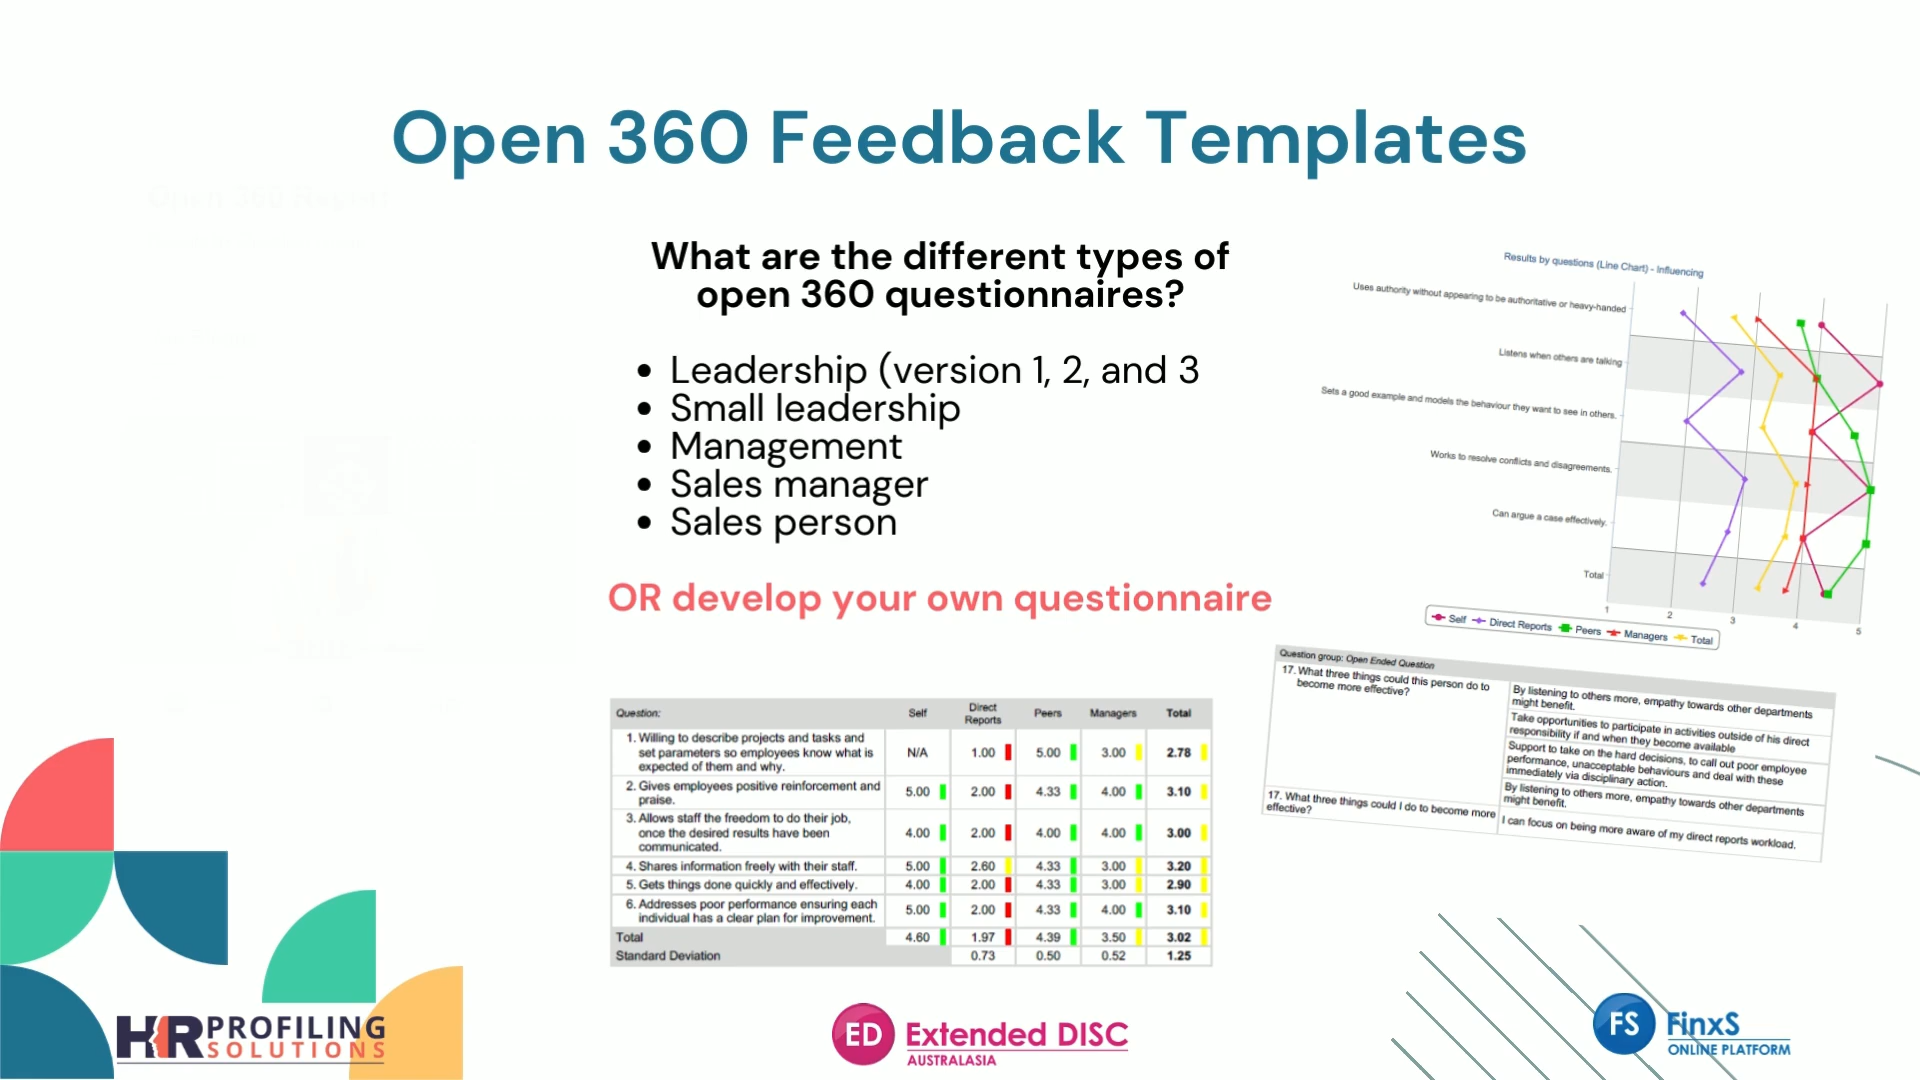 Open 360 Feedback Templates
What are the different types of
open 360 questionnaires?
Leadership (version 1, 2, and 3
Small leadership
Management
Sales manager
Sales person
OR develop your own questionnaire
Results by questions (Line Chart) - Influencing
Uses authority without appearing to be authoritative or heavy-handed
Listens when others are talking
Sets a good example and models the behaviour they want to see in others.
Works to resolve conflicts and disagreements.
Can argue a case effectively.
Total
1 2 3 4 5
Self Direct Reports Peers Managers Total
Question group: Open Ended Question
17. What three things could this person do to
become more effective?
By listening to others more, empathy towards other departments
might benefit.
Take opportunities to participate in activities outside of his direct
responsibility if and when they become available
Support to take on the hard decisions, to call out poor employee
performance, unacceptable behaviours and deal with these
immediately via disciplinary action.
By listening to others more, empathy towards other departments
might benefit.
17. What three things could I do to become more
effective?
I can focus on being more aware of my direct reports workload.
Question: Self Direct Reports Peers Managers Total
1. Willing to describe projects and tasks and
set parameters so employees know what is
expected of them and why.
N/A 1.00 5.00 3.00 2.78
2. Gives employees positive reinforcement and
praise.
5.00 2.00 4.33 4.00 3.10
3. Allows staff the freedom to do their job,
once the desired results have been
communicated.
4.00 2.00 4.00 4.00 3.00
4. Shares information freely with their staff. 5.00 2.60 4.33 3.00 3.20
5. Gets things done quickly and effectively. 4.00 2.00 4.33 3.00 2.90
6. Addresses poor performance ensuring each
individual has a clear plan for improvement.
5.00 2.00 4.33 4.00 3.10
Total 4.60 1.97 4.39 3.50 3.02
Standard Deviation 0.73 0.50 0.52 1.25
HR PROFILING
SOLUTIONS
ED Extended DISC
AUSTRALASIA
FS FinxS
ONLINE PLATFORM